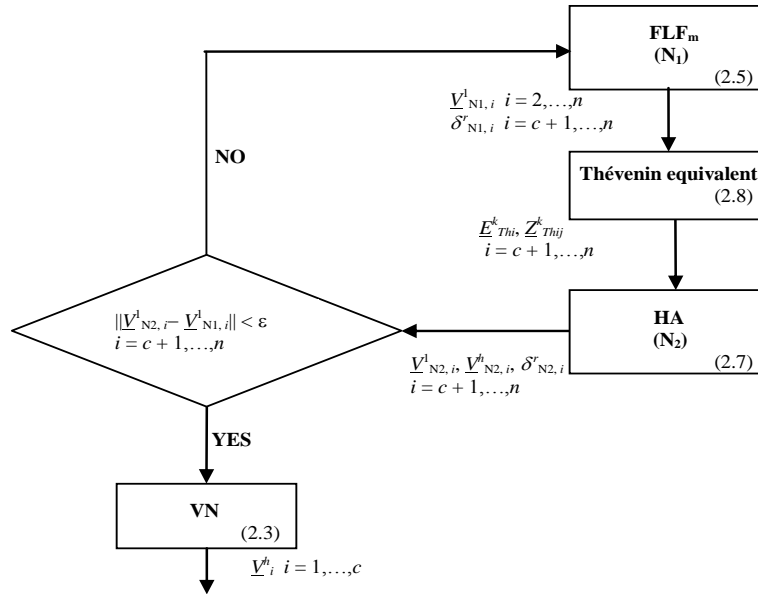 FLFₘ
(N₁)
(2.5)
V¹N1, i i = 2,…,n
δʳN1, i i = c + 1,…,n
NO
Thévenin equivalent
(2.8)
EᵏThi, ZᵏThij
i = c + 1,…,n
||V¹N2, i – V¹N1, i|| < ε
i = c + 1,…,n
HA
(N₂)
(2.7)
V¹N2, i, VʰN2, i, δʳN2, i
i = c + 1,…,n
YES
VN
(2.3)
Vʰi i = 1,…,c